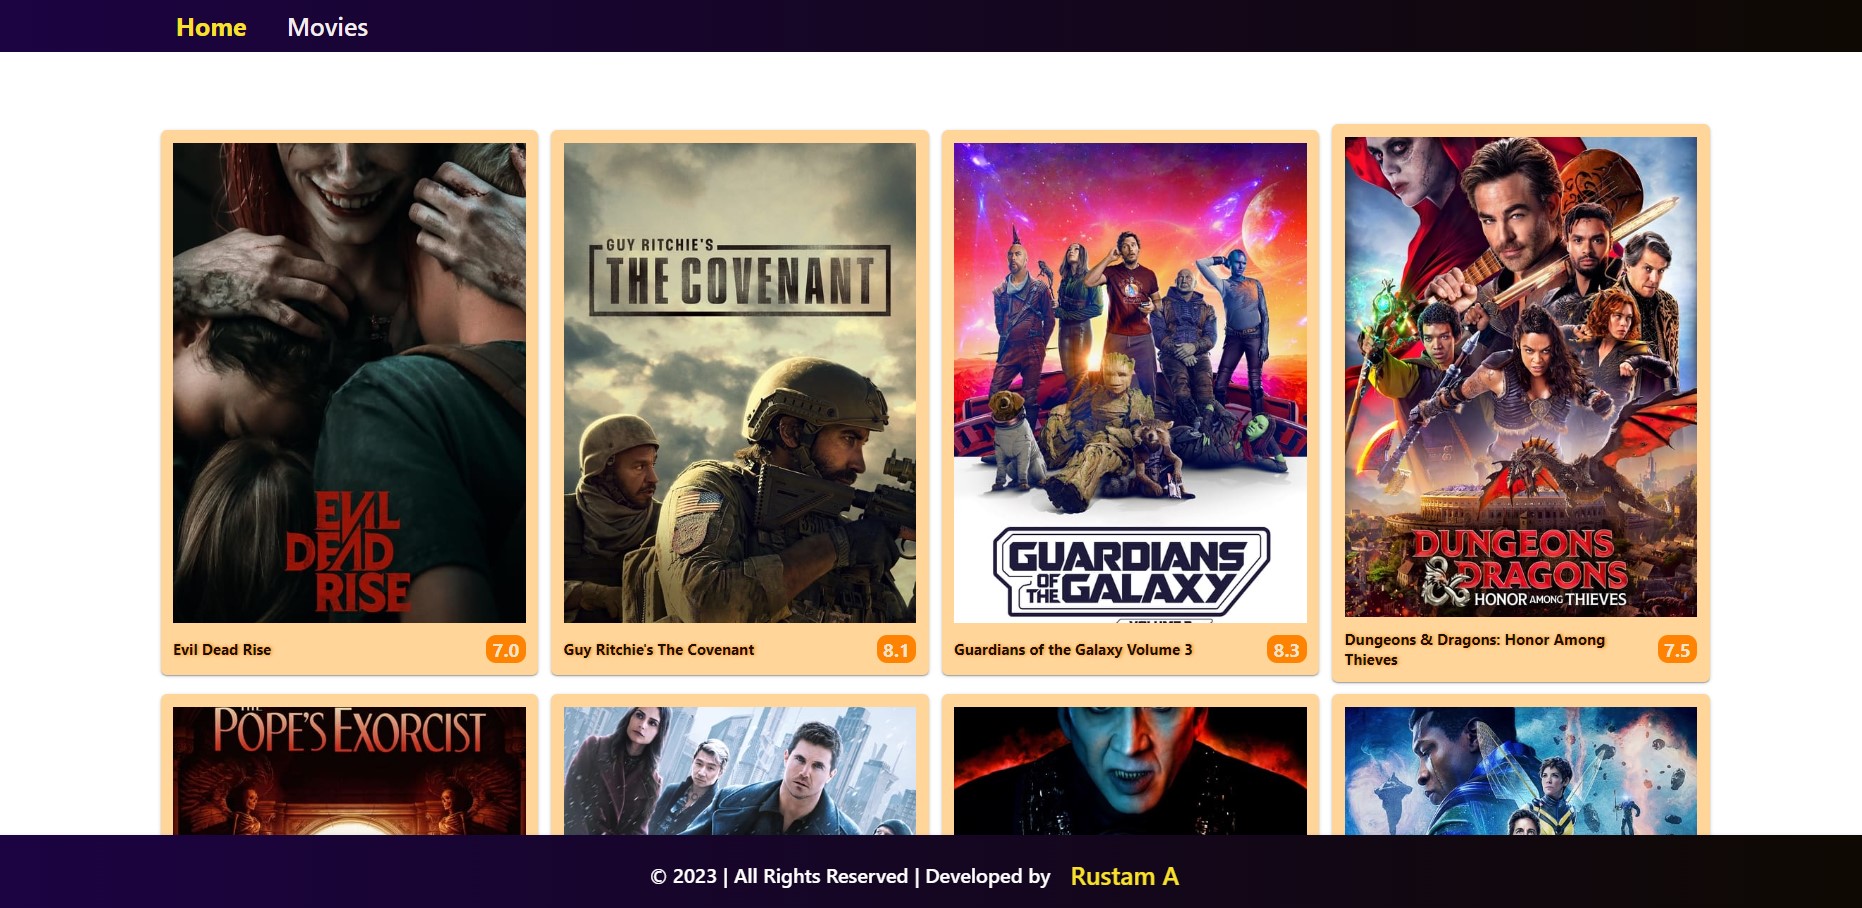 Home Movies
EVIL
DEAD
RISE
GUY RITCHIE'S
THE COVENANT
GUARDIANS
OF THE GALAXY
DUNGEONS
& DRAGONS
HONOR AMONG THIEVES
Evil Dead Rise 7.0
Guy Ritchie's The Covenant 8.1
Guardians of the Galaxy Volume 3 8.3
Dungeons & Dragons: Honor Among
Thieves 7.5
THE
POPE'S EXORCIST
© 2023 | All Rights Reserved | Developed by Rustam A